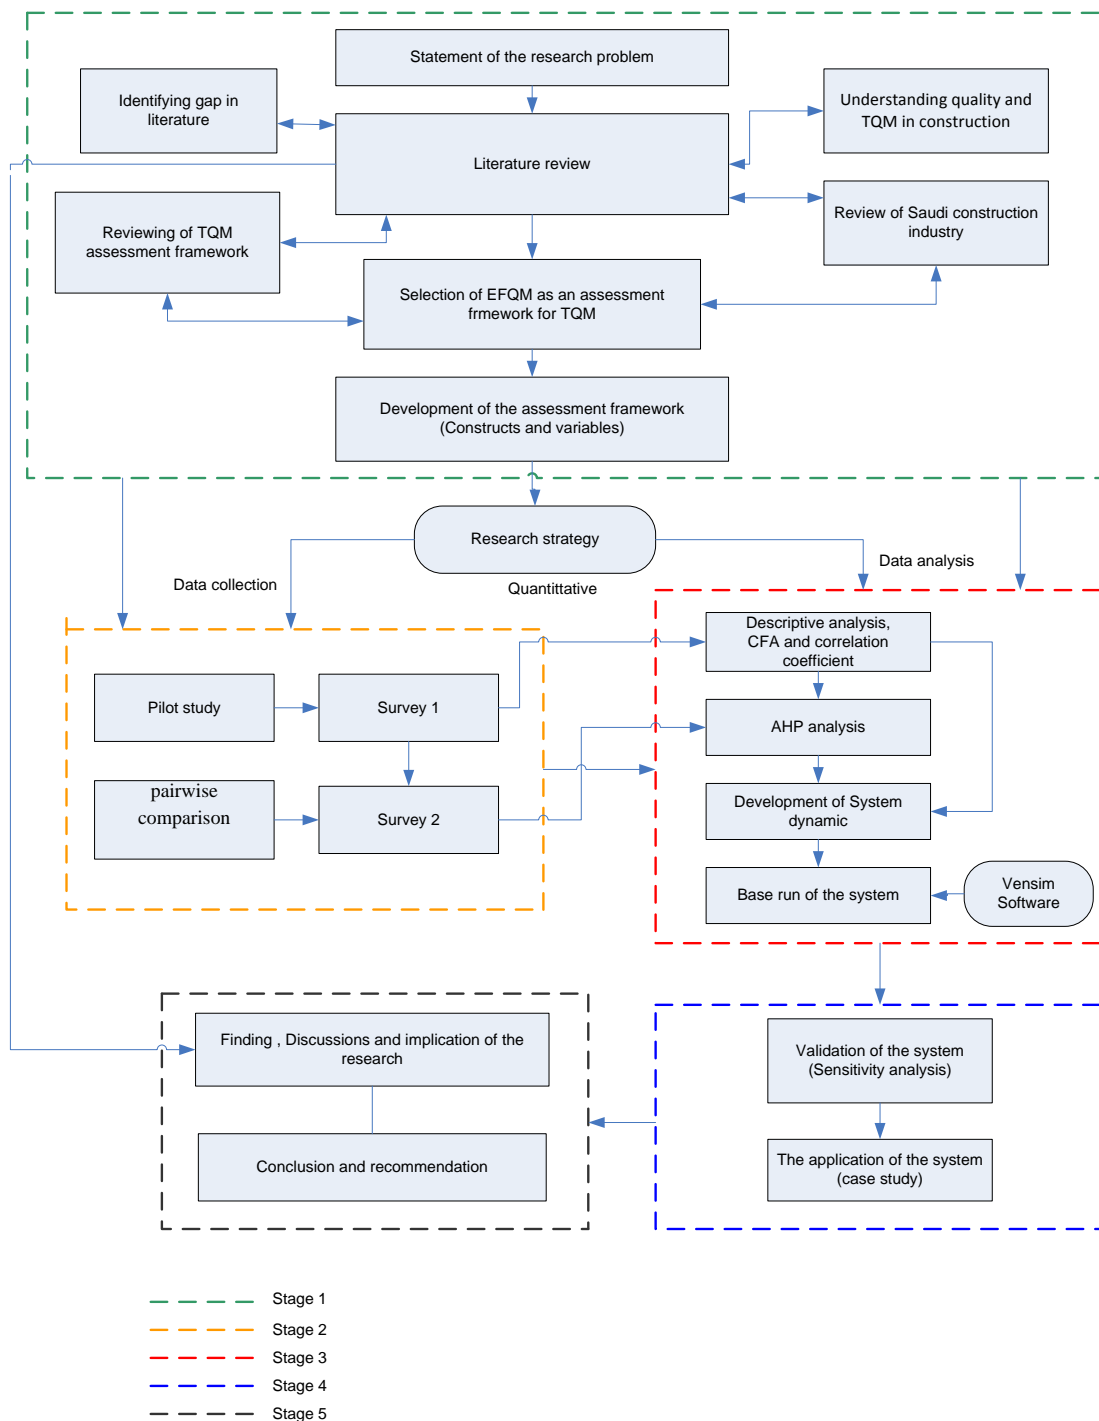 Statement of the research problem
Identifying gap in
literature
Understanding quality and
TQM in construction
Literature review
Reviewing of TQM
assessment framework
Review of Saudi construction
industry
Selection of EFQM as an assessment
frmework for TQM
Development of the assessment framework
(Constructs and variables)
Research strategy
Data collection
Quantittative
Data analysis
Descriptive analysis,
CFA and correlation
coefficient
Pilot study
Survey 1
AHP analysis
pairwise
comparison
Survey 2
Development of System
dynamic
Base run of the system
Vensim
Software
Finding , Discussions and implication of the
research
Validation of the system
(Sensitivity analysis)
Conclusion and recommendation
The application of the system
(case study)
Stage 1
Stage 2
Stage 3
Stage 4
Stage 5